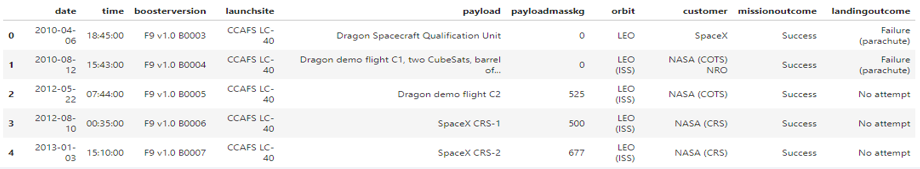 date time boosterversion launchsite payload payloadmasskg orbit customer missionoutcome landingoutcome
0 2010-04-06 18:45:00 F9 v1.0 B0003 CCAFS LC-40 Dragon Spacecraft Qualification Unit 0 LEO SpaceX Success Failure (parachute)
1 2010-08-12 15:43:00 F9 v1.0 B0004 CCAFS LC-40 Dragon demo flight C1, two CubeSats, barrel of... 0 LEO (ISS) NASA (COTS) NRO Success Failure (parachute)
2 2012-05-22 07:44:00 F9 v1.0 B0005 CCAFS LC-40 Dragon demo flight C2 525 LEO (ISS) NASA (COTS) Success No attempt
3 2012-08-10 00:35:00 F9 v1.0 B0006 CCAFS LC-40 SpaceX CRS-1 500 LEO (ISS) NASA (CRS) Success No attempt
4 2013-01-03 15:10:00 F9 v1.0 B0007 CCAFS LC-40 SpaceX CRS-2 677 LEO (ISS) NASA (CRS) Success No attempt